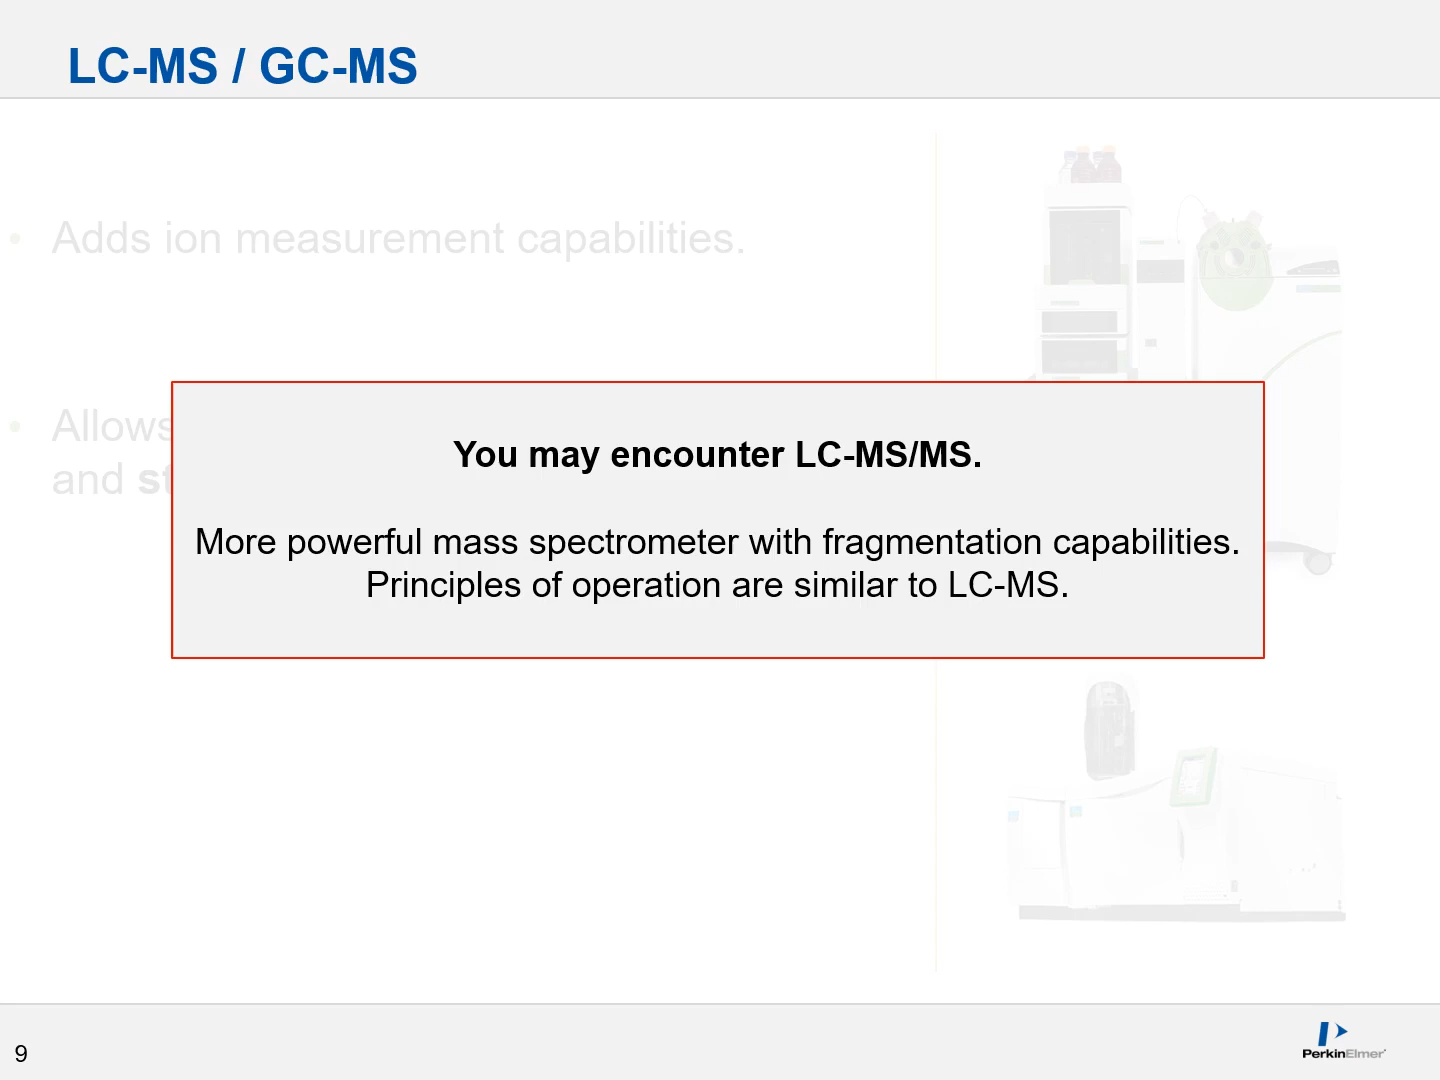 LC-MS / GC-MS
• Adds ion measurement capabilities.
• Allows
and
You may encounter LC-MS/MS.
More powerful mass spectrometer with fragmentation capabilities.
Principles of operation are similar to LC-MS.
9
PerkinElmer